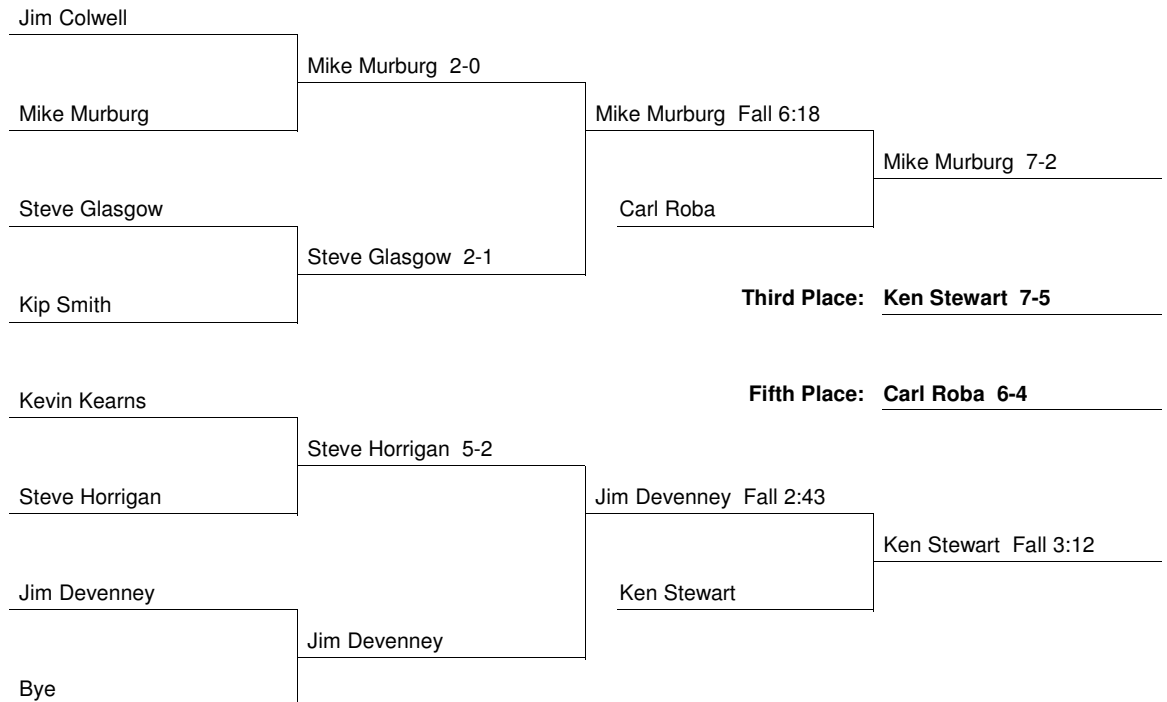 Jim Colwell
Mike Murburg 2-0
Mike Murburg
Mike Murburg Fall 6:18
Mike Murburg 7-2
Steve Glasgow
Carl Roba
Steve Glasgow 2-1
Kip Smith
Third Place: Ken Stewart 7-5
Kevin Kearns
Fifth Place: Carl Roba 6-4
Steve Horrigan 5-2
Steve Horrigan
Jim Devenney Fall 2:43
Ken Stewart Fall 3:12
Jim Devenney
Ken Stewart
Jim Devenney
Bye